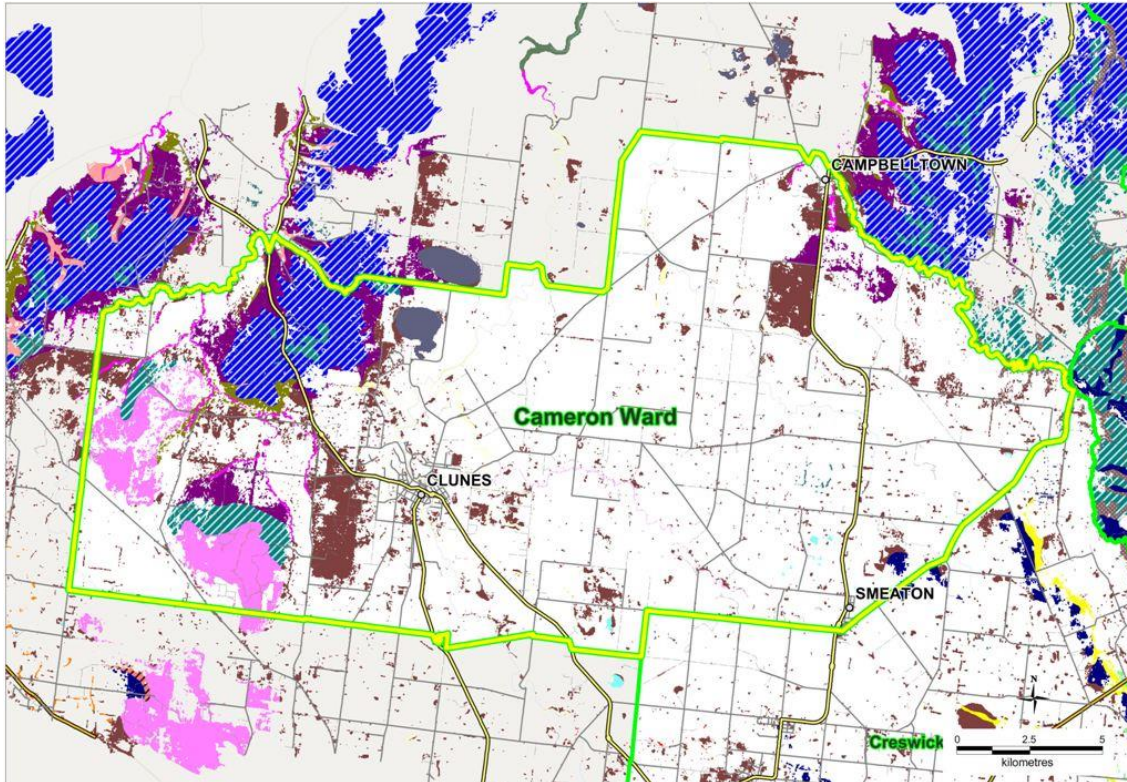 CAMPBELLTOWN
Cameron Ward
CLUNES
SMEATON
N
Creswick
0 2.5 5
kilometres